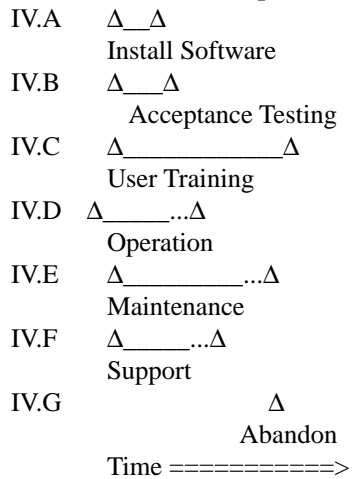 IV.A Δ__Δ
Install Software
IV.B Δ___Δ
Acceptance Testing
IV.C Δ____________Δ
User Training
IV.D Δ_____...Δ
Operation
IV.E Δ_________...Δ
Maintenance
IV.F Δ_____...Δ
Support
IV.G Δ
Abandon
Time ===========>